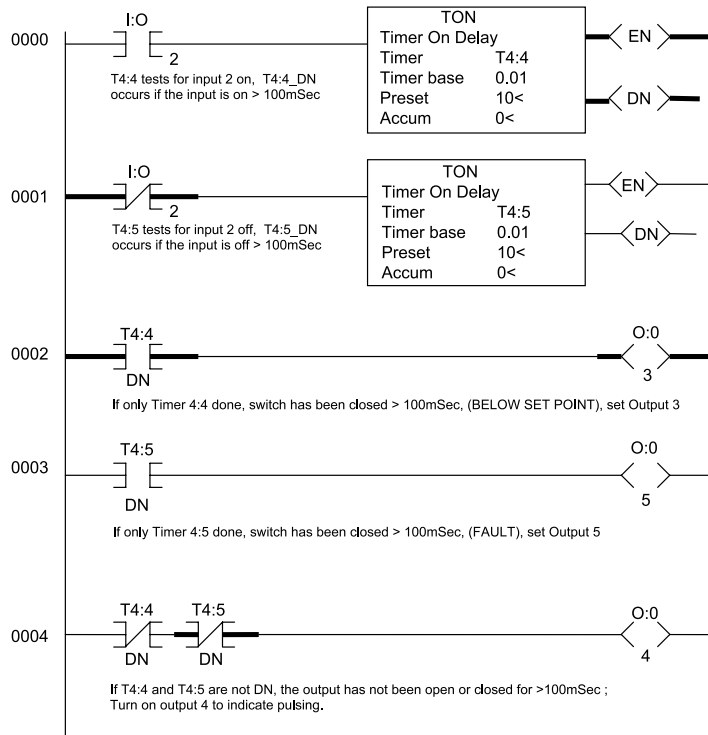 0000
I:O
2
T4:4 tests for input 2 on, T4:4_DN
occurs if the input is on > 100mSec
TON
Timer On Delay
Timer T4:4
Timer base 0.01
Preset 10<
Accum 0<
EN
DN
0001
I:O
2
T4:5 tests for input 2 off, T4:5_DN
occurs if the input is off > 100mSec
TON
Timer On Delay
Timer T4:5
Timer base 0.01
Preset 10<
Accum 0<
EN
DN
0002
T4:4
DN
O:0
3
If only Timer 4:4 done, switch has been closed > 100mSec, (BELOW SET POINT), set Output 3
0003
T4:5
DN
O:0
5
If only Timer 4:5 done, switch has been closed > 100mSec, (FAULT), set Output 5
0004
T4:4 T4:5
DN DN
O:0
4
If T4:4 and T4:5 are not DN, the output has not been open or closed for >100mSec ;
Turn on output 4 to indicate pulsing.